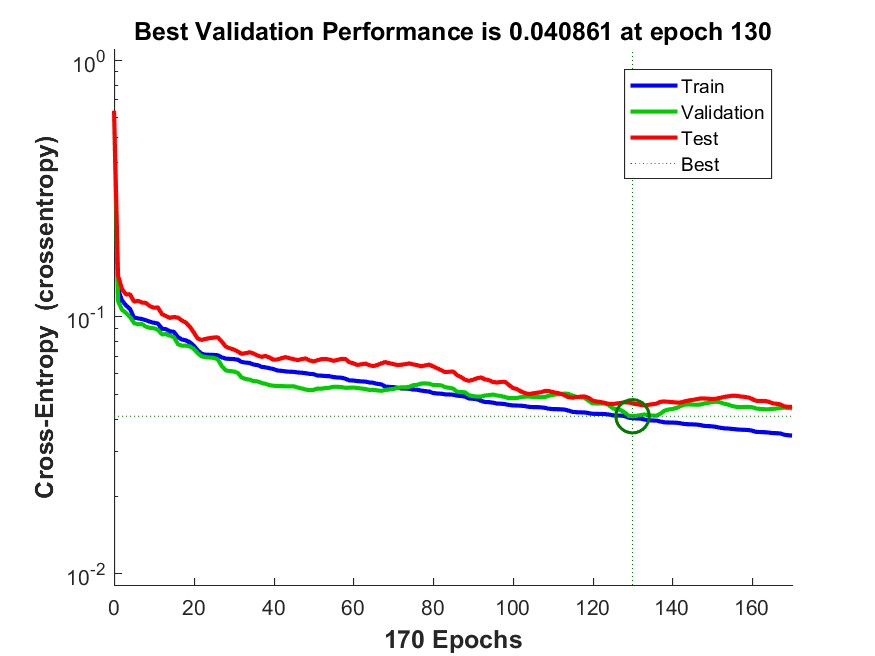 Best Validation Performance is 0.040861 at epoch 130
Cross-Entropy (crossentropy)
10^0
10^-1
10^-2
Train
Validation
Test
Best
0 20 40 60 80 100 120 140 160
170 Epochs